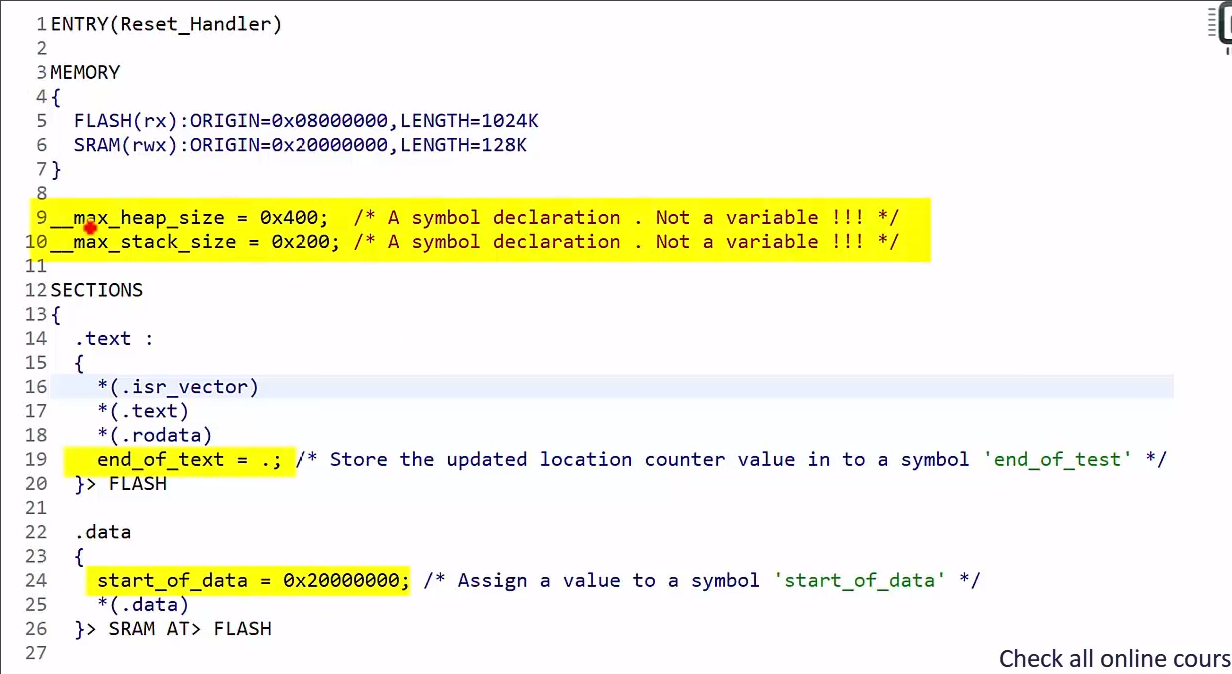 1 ENTRY(Reset_Handler)
2
3 MEMORY
4 {
5 FLASH(rx):ORIGIN=0x08000000,LENGTH=1024K
6 SRAM(rwx):ORIGIN=0x20000000,LENGTH=128K
7 }
8
9 __max_heap_size = 0x400; /* A symbol declaration . Not a variable !!! */
10 __max_stack_size = 0x200; /* A symbol declaration . Not a variable !!! */
11
12 SECTIONS
13 {
14 .text :
15 {
16 *(.isr_vector)
17 *(.text)
18 *(.rodata)
19 end_of_text = .; /* Store the updated location counter value in to a symbol 'end_of_test' */
20 }> FLASH
21
22 .data
23 {
24 start_of_data = 0x20000000; /* Assign a value to a symbol 'start_of_data' */
25 *(.data)
26 }> SRAM AT> FLASH
27
Check all online cours